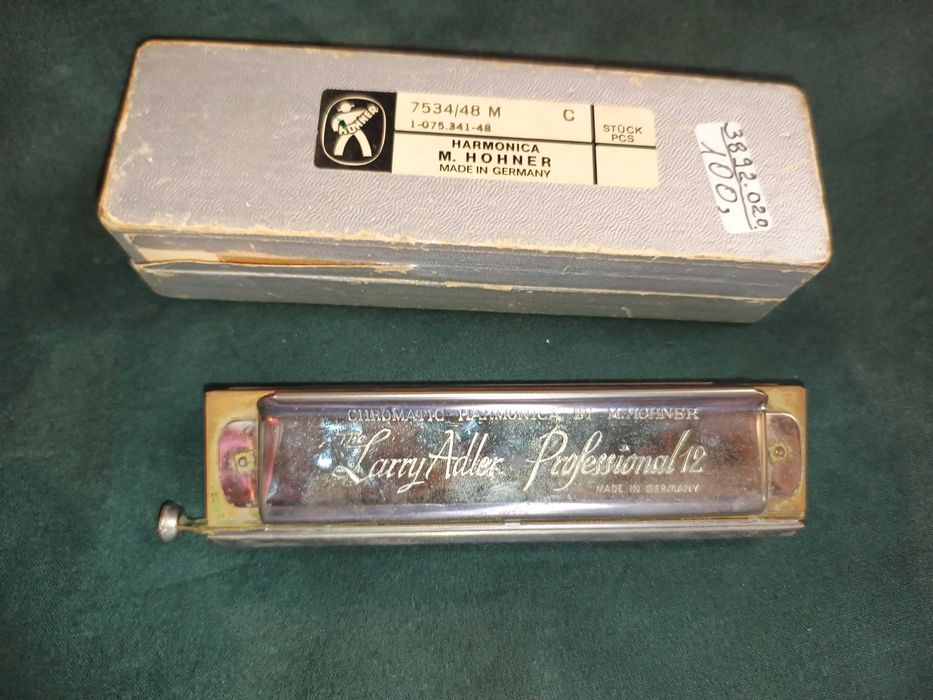 HOHNER
7534/48 M C
1-075.341-48
STÜCK
PCS
HARMONICA
M. HOHNER
MADE IN GERMANY
3892.020.
100,
CHROMATIC HARMONICA BY M. HOHNER
The Larry Adler Professional 12
MADE IN GERMANY